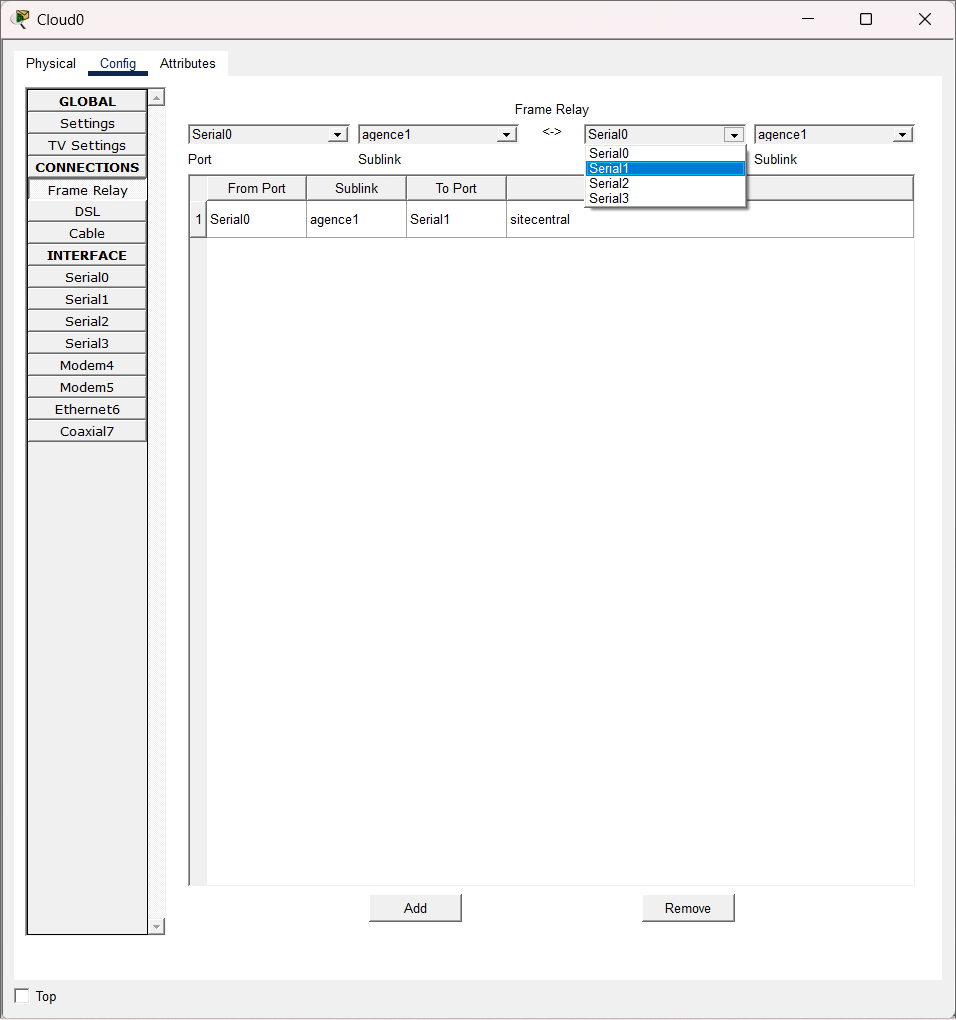 Cloud0
Physical Config Attributes
GLOBAL
Settings
TV Settings
CONNECTIONS
Frame Relay
DSL
Cable
INTERFACE
Serial0
Serial1
Serial2
Serial3
Modem4
Modem5
Ethernet6
Coaxial7
Frame Relay
Serial0 agence1 <-> Serial0 agence1
Port Sublink Sublink
Serial0
Serial1
Serial2
Serial3
From Port Sublink To Port
1 Serial0 agence1 Serial1 sitecentral
Add Remove
Top